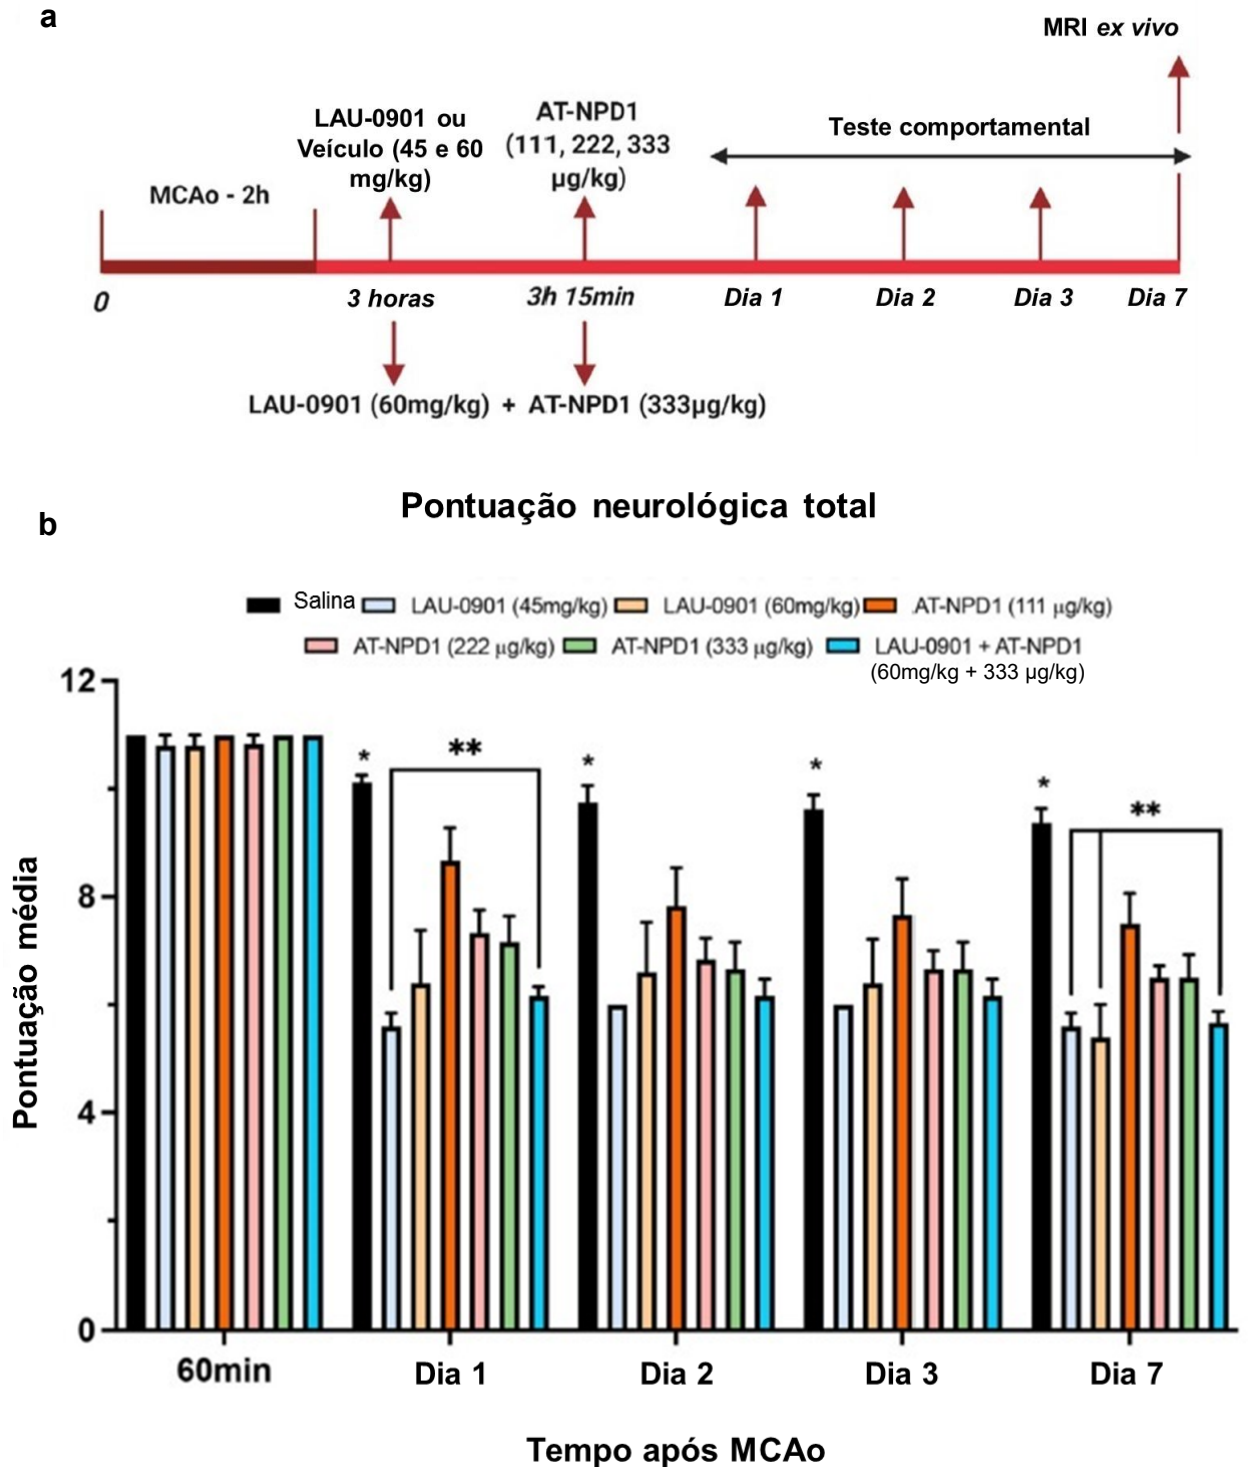 a
MRI ex vivo
LAU-0901 ou
Veículo (45 e 60
mg/kg)
AT-NPD1
(111, 222, 333
µg/kg)
Teste comportamental
MCAo - 2h
0
3 horas
3h 15min
Dia 1
Dia 2
Dia 3
Dia 7
LAU-0901 (60mg/kg) + AT-NPD1 (333µg/kg)
b
Pontuação neurológica total
Salina
LAU-0901 (45mg/kg)
LAU-0901 (60mg/kg)
AT-NPD1 (111 µg/kg)
AT-NPD1 (222 µg/kg)
AT-NPD1 (333 µg/kg)
LAU-0901 + AT-NPD1
(60mg/kg + 333 µg/kg)
Pontuação média
12
8
4
0
*
**
*
*
*
**
60min
Dia 1
Dia 2
Dia 3
Dia 7
Tempo após MCAo